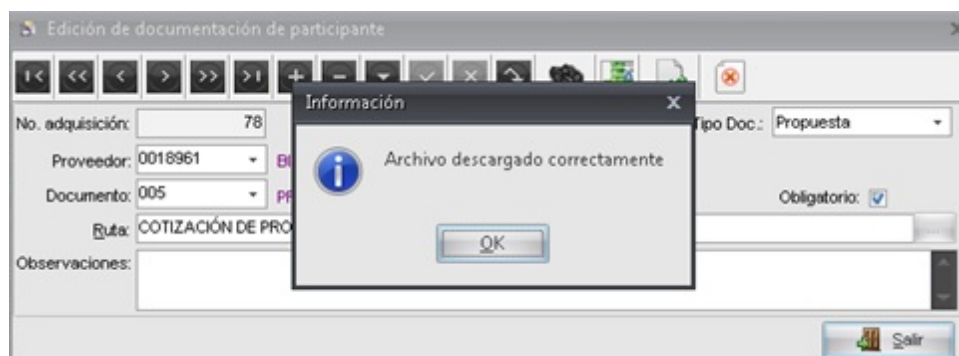 Edición de documentación de participante
Información
No. adquisición: 78
Tipo Doc.: Propuesta
Proveedor: 0018961
Archivo descargado correctamente
Documento: 005
Obligatorio:
Ruta: COTIZACIÓN DE PRO
OK
Observaciones:
Salir